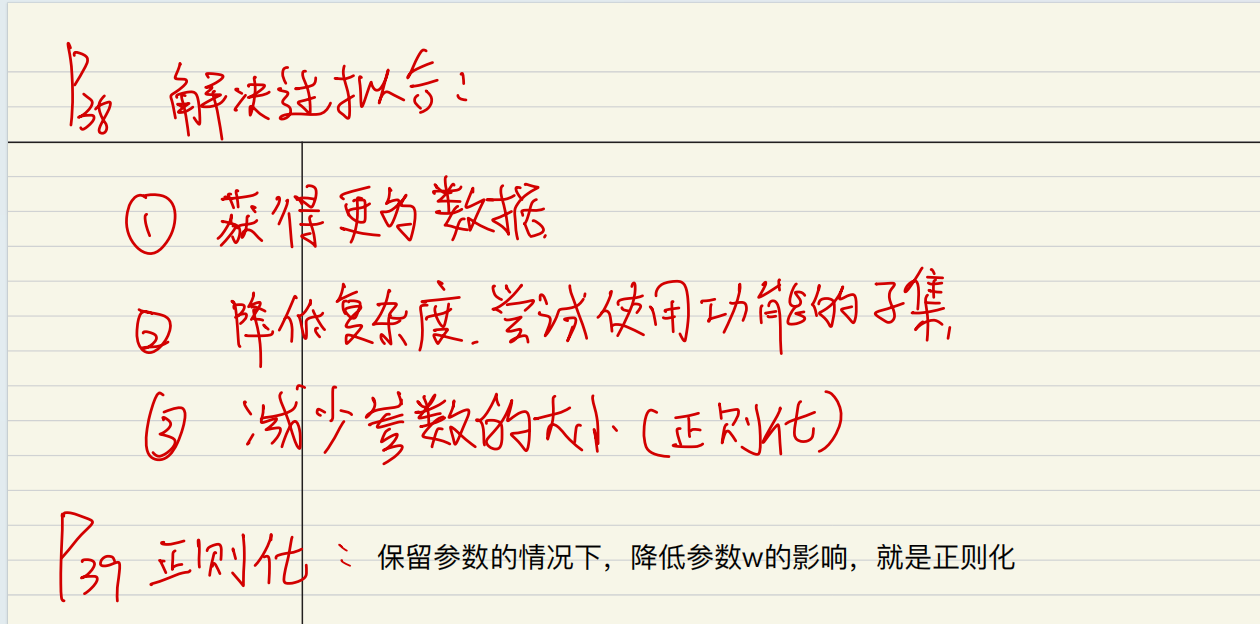 P38 解决过拟合:
① 获得更多数据.
② 降低复杂度.尝试使用功能的子集,
③ 减少参数的大小(正则化)
P39 正则化: 保留参数的情况下，降低参数w的影响，就是正则化